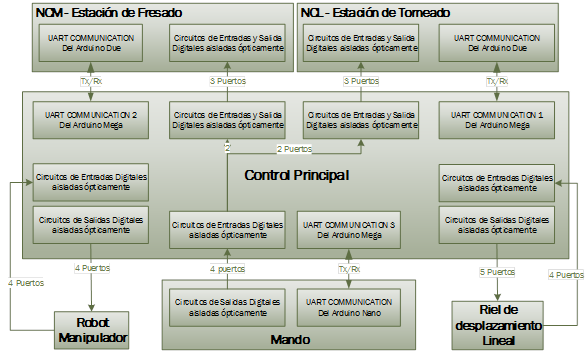 NCM - Estación de Fresado
NCL - Estación de Torneado
UART COMMUNICATION
Del Arduino Due
Circuitos de Entradas y Salida
Digitales aisladas ópticamente
Circuitos de Entradas y Salida
Digitales aisladas ópticamente
UART COMMUNICATION
Del Arduino Due
Tx/Rx
3 Puertos
3 Puertos
Tx/Rx
UART COMMUNICATION 2
Del Arduino Mega
Circuitos de Entradas y Salida
Digitales aisladas ópticamente
Circuitos de Entradas y Salida
Digitales aisladas ópticamente
UART COMMUNICATION 1
Del Arduino Mega
2
2 Puertos
Control Principal
Circuitos de Entradas Digitales
aisladas ópticamente
Circuitos de Entradas Digitales
aisladas ópticamente
Circuitos de Salidas Digitales
aisladas ópticamente
Circuitos de Entradas Digitales
aisladas ópticamente
UART COMMUNICATION 3
Del Arduino Mega
Circuitos de Salidas Digitales
aisladas ópticamente
4 Puertos
4 Puertos
4 puertos
Tx/Rx
5 Puertos
4 Puertos
Robot
Manipulador
Circuitos de Salidas Digitales
aisladas ópticamente
UART COMMUNICATION
Del Arduino Nano
Mando
Riel de
desplazamiento
Lineal